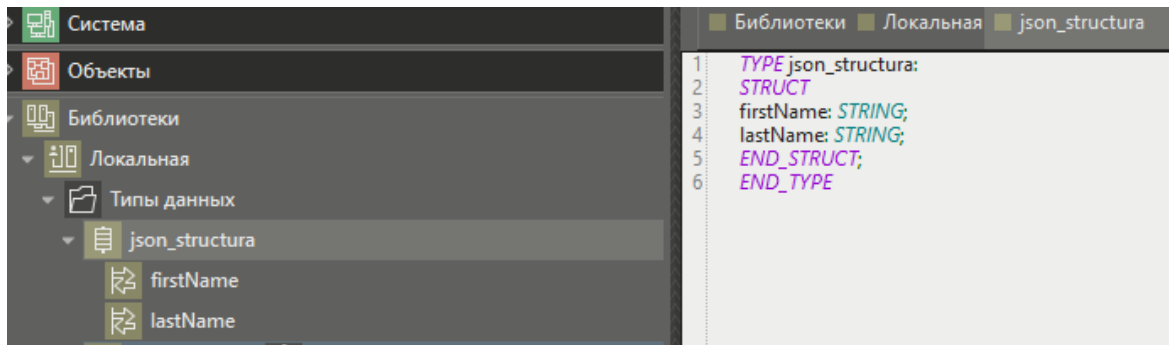 Система
Объекты
Библиотеки
Локальная
Типы данных
json_structura
firstName
lastName
Библиотеки Локальная json_structura
1 TYPE json_structura:
2 STRUCT
3 firstName: STRING;
4 lastName: STRING;
5 END_STRUCT;
6 END_TYPE